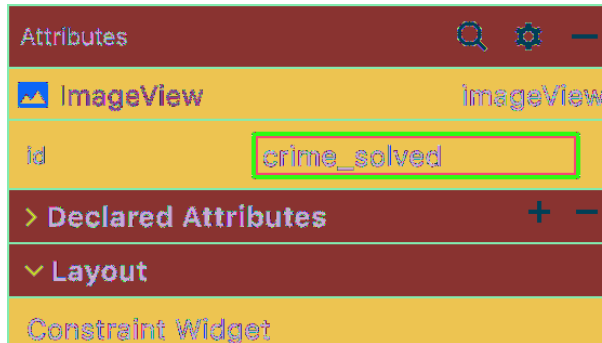 Attributes
ImageView imageView
id crime_solved
Declared Attributes
Layout
Constraint Widget